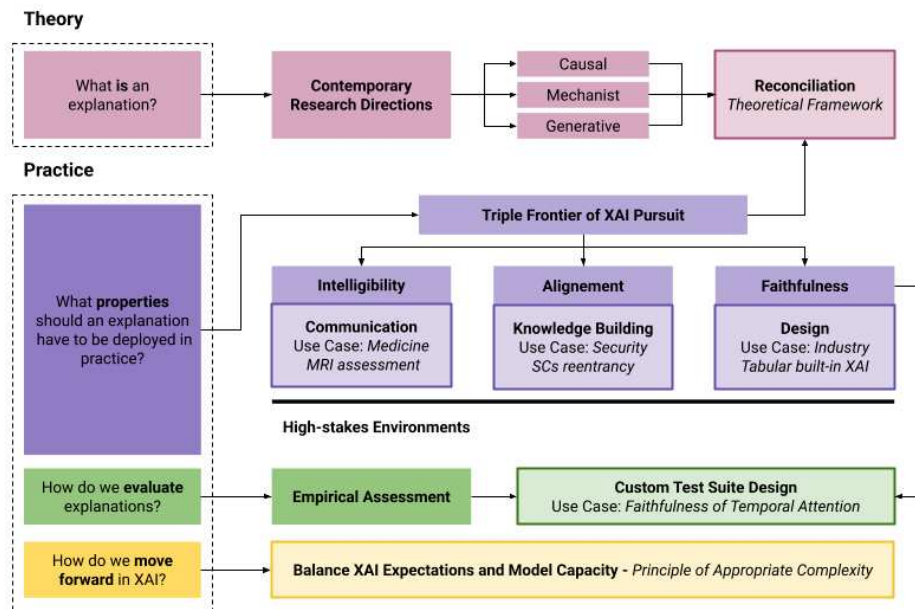 Theory
What is an
explanation?
Contemporary
Research Directions
Causal
Mechanist
Generative
Reconciliation
Theoretical Framework
Practice
What properties
should an explanation
have to be deployed in
practice?
Triple Frontier of XAI Pursuit
Intelligibility
Communication
Use Case: Medicine
MRI assessment
Alignement
Knowledge Building
Use Case: Security
SCs reentrancy
Faithfulness
Design
Use Case: Industry
Tabular built-in XAI
High-stakes Environments
How do we evaluate
explanations?
Empirical Assessment
Custom Test Suite Design
Use Case: Faithfulness of Temporal Attention
How do we move
forward in XAI?
Balance XAI Expectations and Model Capacity - Principle of Appropriate Complexity